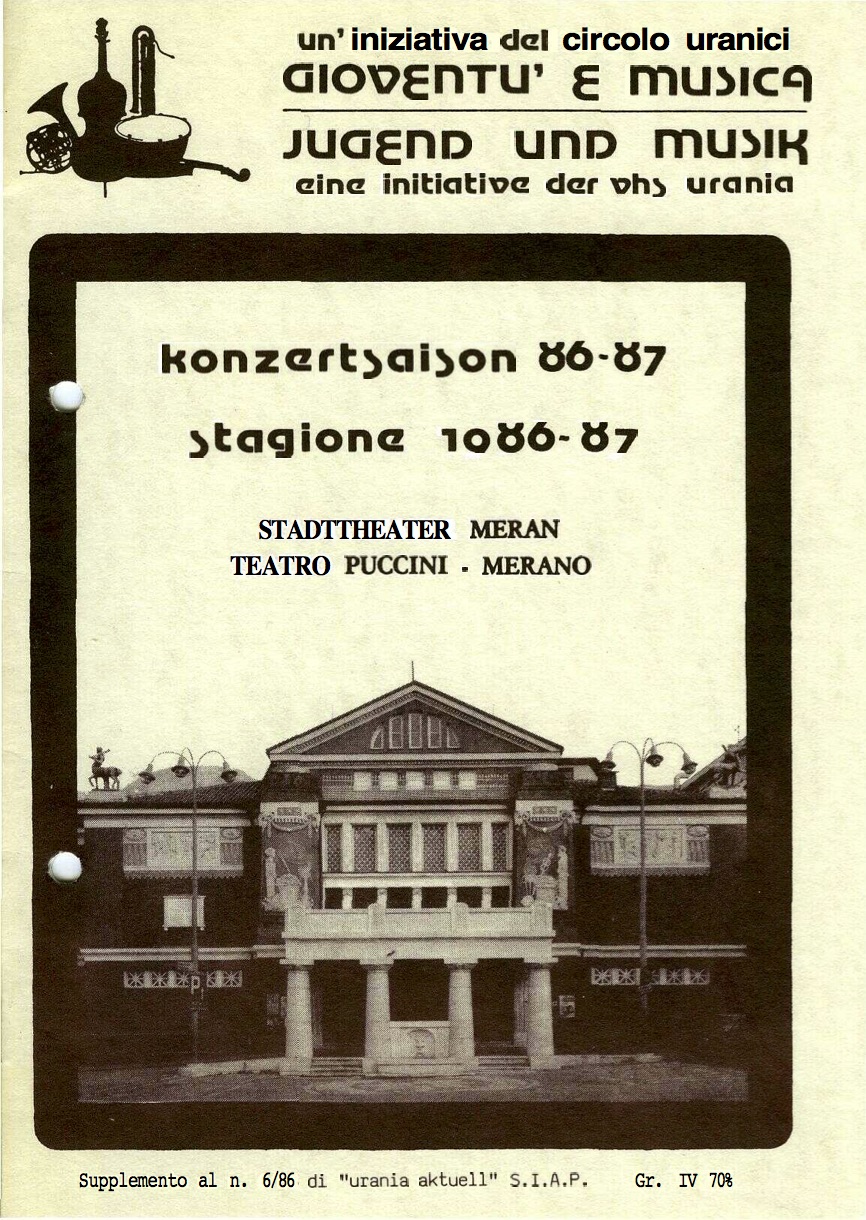 un' iniziativa del circolo uranici
GIOVENTU' E MUSICA
JUGEND UND MUSIK
eine initiative der vhs urania
konzertsaison 86-87
stagione 1086-87
STADTTHEATER MERAN
TEATRO PUCCINI - MERANO
P
Supplemento al n. 6/86 di "urania aktuell" S.I.A.P. Gr. IV 70%